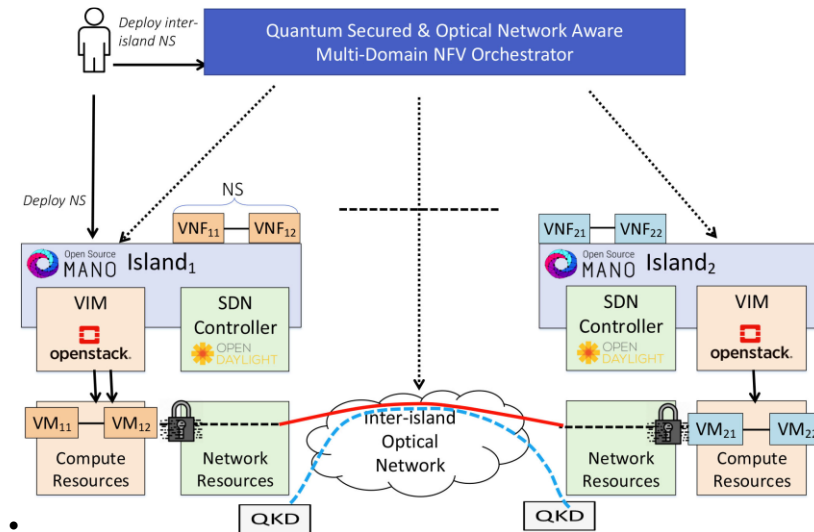 Deploy inter-
island NS
Quantum Secured & Optical Network Aware
Multi-Domain NFV Orchestrator
Deploy NS
NS
VNF11
VNF12
VNF21
VNF22
Open Source
MANO
Island1
Open Source
MANO
Island2
VIM
openstack.
SDN
Controller
OPEN
DAYLIGHT
SDN
Controller
OPEN
DAYLIGHT
VIM
openstack.
VM11
VM12
Compute
Resources
Network
Resources
Inter-island
Optical
Network
Network
Resources
VM21
VM22
Compute
Resources
QKD
QKD